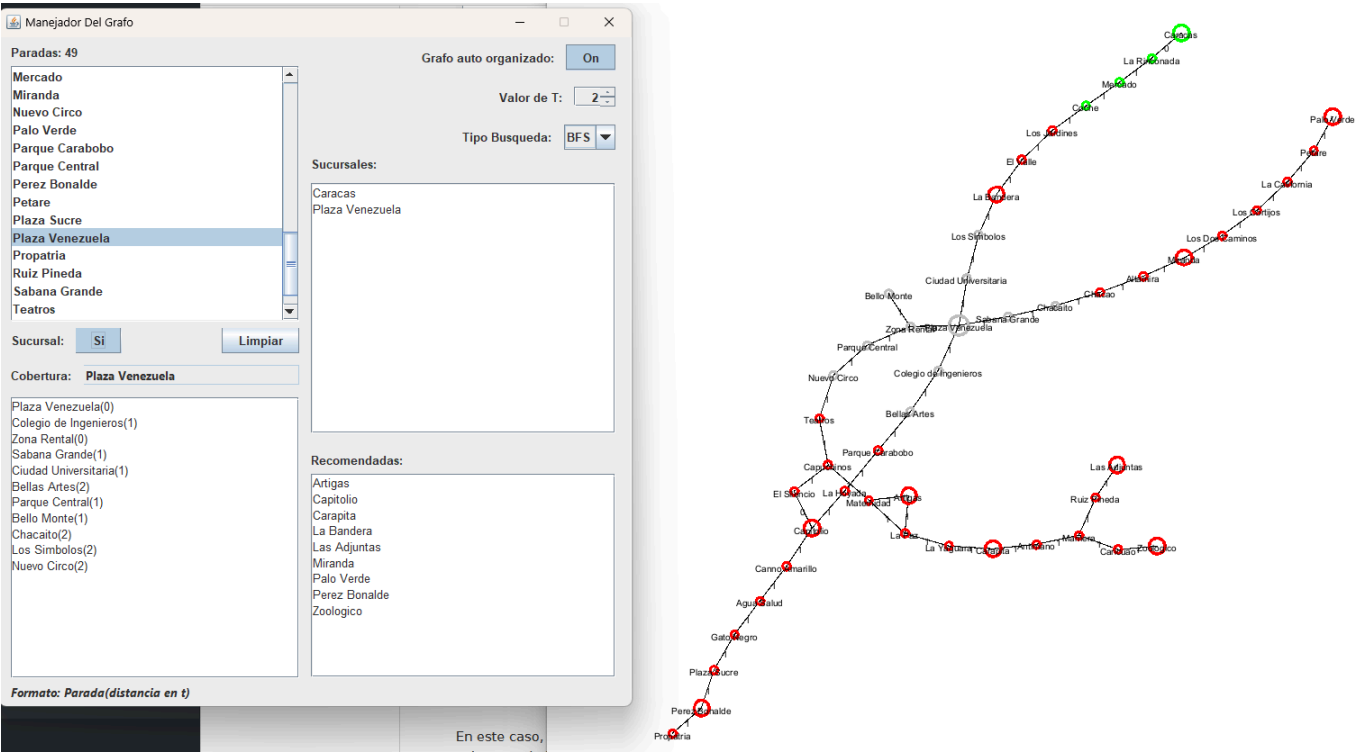 Manejador Del Grafo
Paradas: 49
Mercado
Miranda
Nuevo Circo
Palo Verde
Parque Carabobo
Parque Central
Perez Bonalde
Petare
Plaza Sucre
Plaza Venezuela
Propatria
Ruiz Pineda
Sabana Grande
Teatros
Sucursal: Si Limpiar
Cobertura: Plaza Venezuela
Plaza Venezuela(0)
Colegio de Ingenieros(1)
Zona Rental(0)
Sabana Grande(1)
Ciudad Universitaria(1)
Bellas Artes(2)
Parque Central(1)
Bello Monte(1)
Chacaito(2)
Los Simbolos(2)
Nuevo Circo(2)
Formato: Parada(distancia en t)
Grafo auto organizado: On
Valor de T: 2
Tipo Busqueda: BFS
Sucursales:
Caracas
Plaza Venezuela
Recomendadas:
Artigas
Capitolio
Carapita
La Bandera
Las Adjuntas
Miranda
Palo Verde
Perez Bonalde
Zoologico
En este caso,
Caracas
La Rinconada
Mercado
Coche
Los Jardines
El Valle
La Bandera
Los Simbolos
Ciudad Universitaria
Palo Verde
Petare
La California
Los Cortijos
Los Dos Caminos
Miranda
Altamira
Chacao
Chacaito
Sabana Grande
Plaza Venezuela
Bello Monte
Zona Rental
Parque Central
Nuevo Circo
Teatros
Capuchinos
El Silencio
Colegio de Ingenieros
Bellas Artes
Parque Carabobo
La Hoyada
Maternidad
Artigas
Capitolio
La Paz
La Yaguara
Carapita
Antimano
Mamera
Caricuao
Zoologico
Ruiz Pineda
Las Adjuntas
Canno Amarillo
Agua Salud
Gato Negro
Plaza Sucre
Perez Bonalde
Propatria